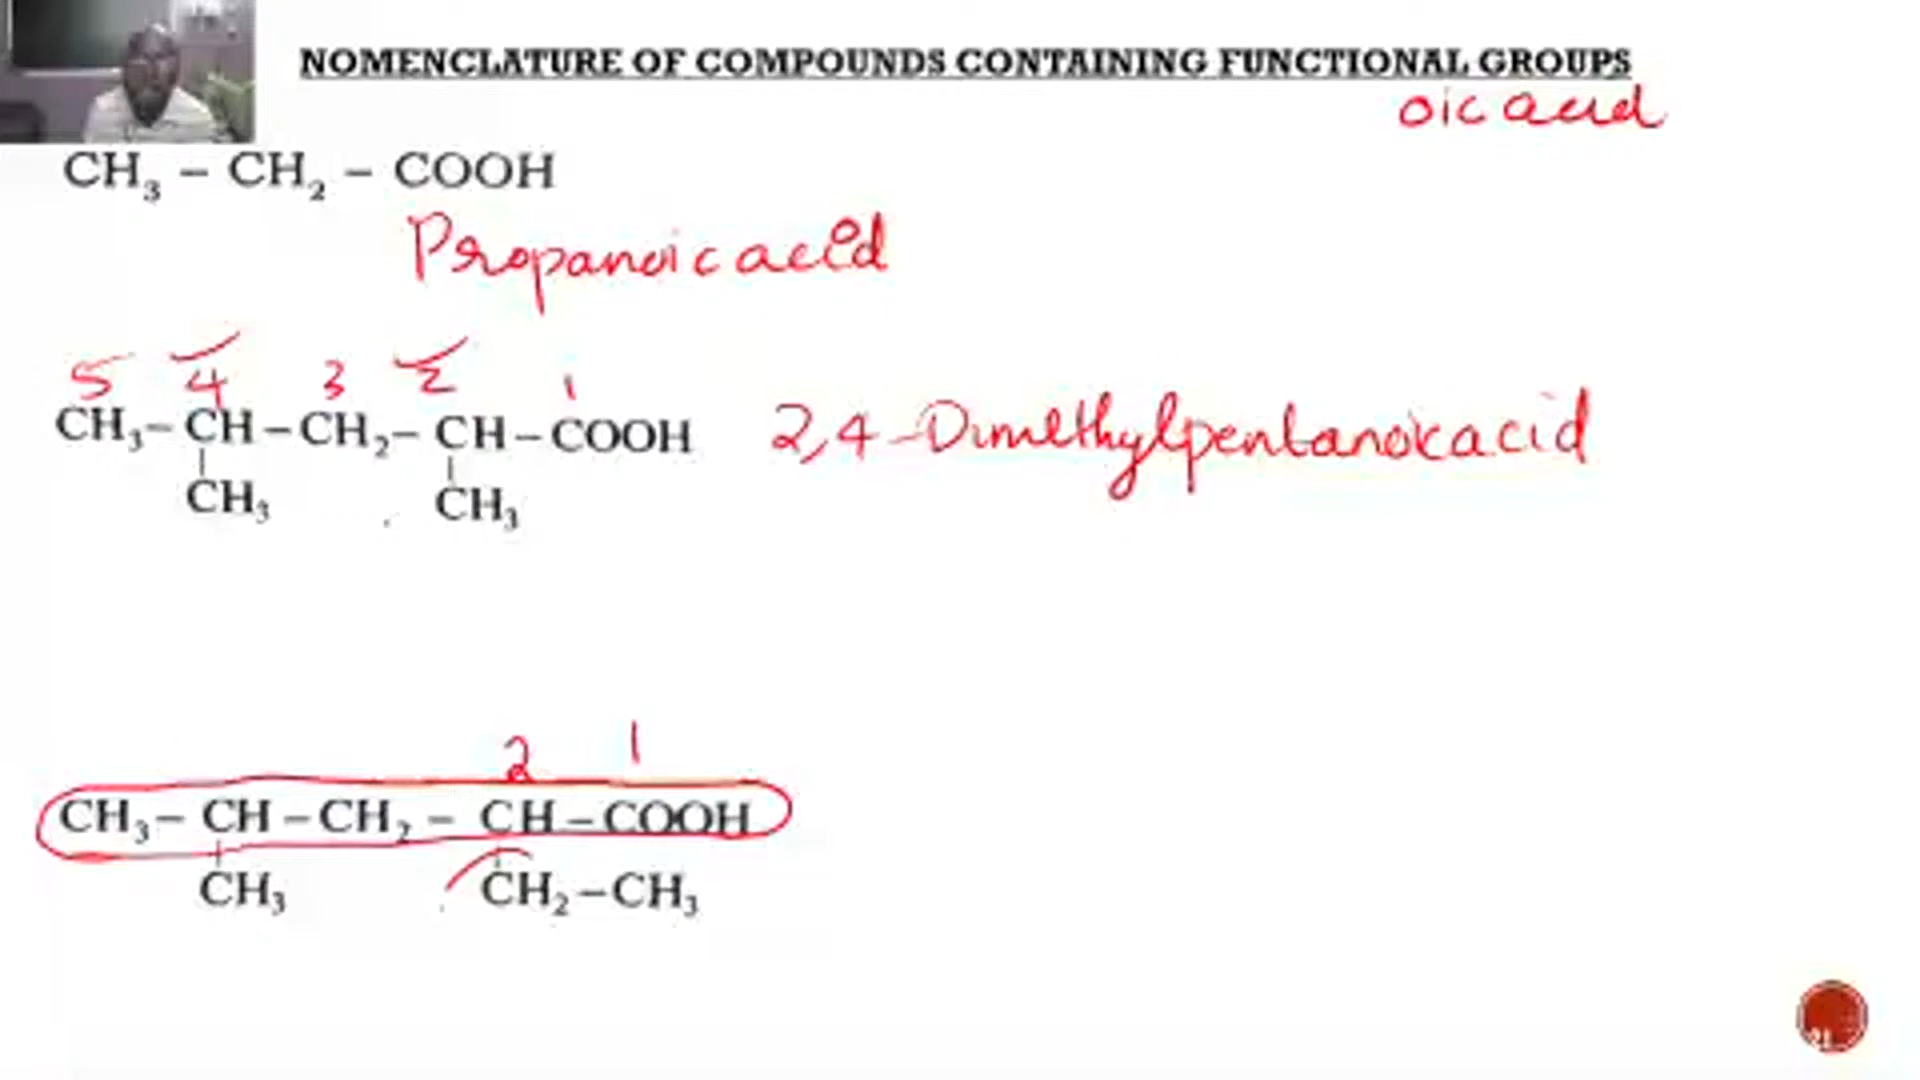 NOMENCLATURE OF COMPOUNDS CONTAINING FUNCTIONAL GROUPS
oic acid
CH₃ – CH₂ – COOH
Propanoic acid
5 4 3 2 1
CH₃– CH – CH₂– CH – COOH 2,4-Dimethylpentanoic acid
CH₃ CH₃
2 1
CH₃– CH – CH₂ – CH – COOH
CH₃ CH₂ – CH₃
21